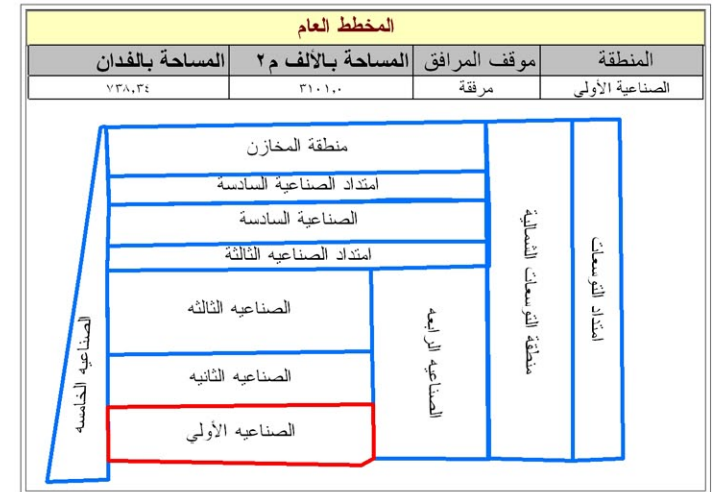 المخطط العام
المنطقة موقف المرافق المساحة بالألف م٢ المساحة بالفدان
الصناعية الأولي مرفقة ٣١٠١,٠ ٧٣٨,٣٤
منطقة المخازن
امتداد الصناعية السادسة
الصناعية السادسة
امتداد الصناعيه الثالثة
الصناعيه الثالثه
الصناعيه الثانيه
الصناعيه الأولي
امتداد التوسعات
منطقة التوسعات الشمالية
الصناعيه الرابعه
الصناعيه الخامسه